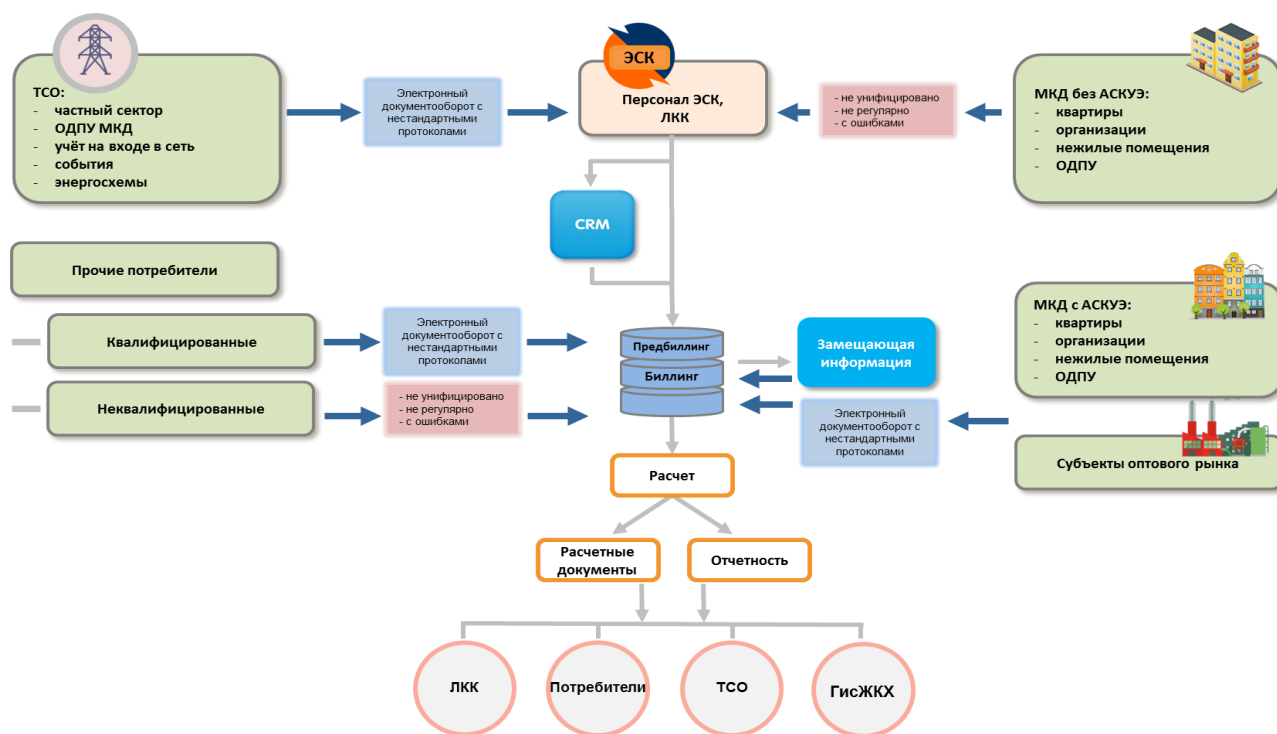 ЭСК
Персонал ЭСК,
ЛКК
ТСО:
- частный сектор
- ОДПУ МКД
- учёт на входе в сеть
- события
- энергосхемы
Электронный
документооборот с
нестандартными
протоколами
- не унифицировано
- не регулярно
- с ошибками
МКД без АСКУЭ:
- квартиры
- организации
- нежилые помещения
- ОДПУ
CRM
Прочие потребители
Квалифицированные
Электронный
документооборот с
нестандартными
протоколами
Неквалифицированные
- не унифицировано
- не регулярно
- с ошибками
Предбиллинг
Биллинг
Замещающая
информация
Электронный
документооборот с
нестандартными
протоколами
МКД с АСКУЭ:
- квартиры
- организации
- нежилые помещения
- ОДПУ
Субъекты оптового рынка
Расчет
Расчетные
документы
Отчетность
ЛКК
Потребители
ТСО
ГисЖКХ